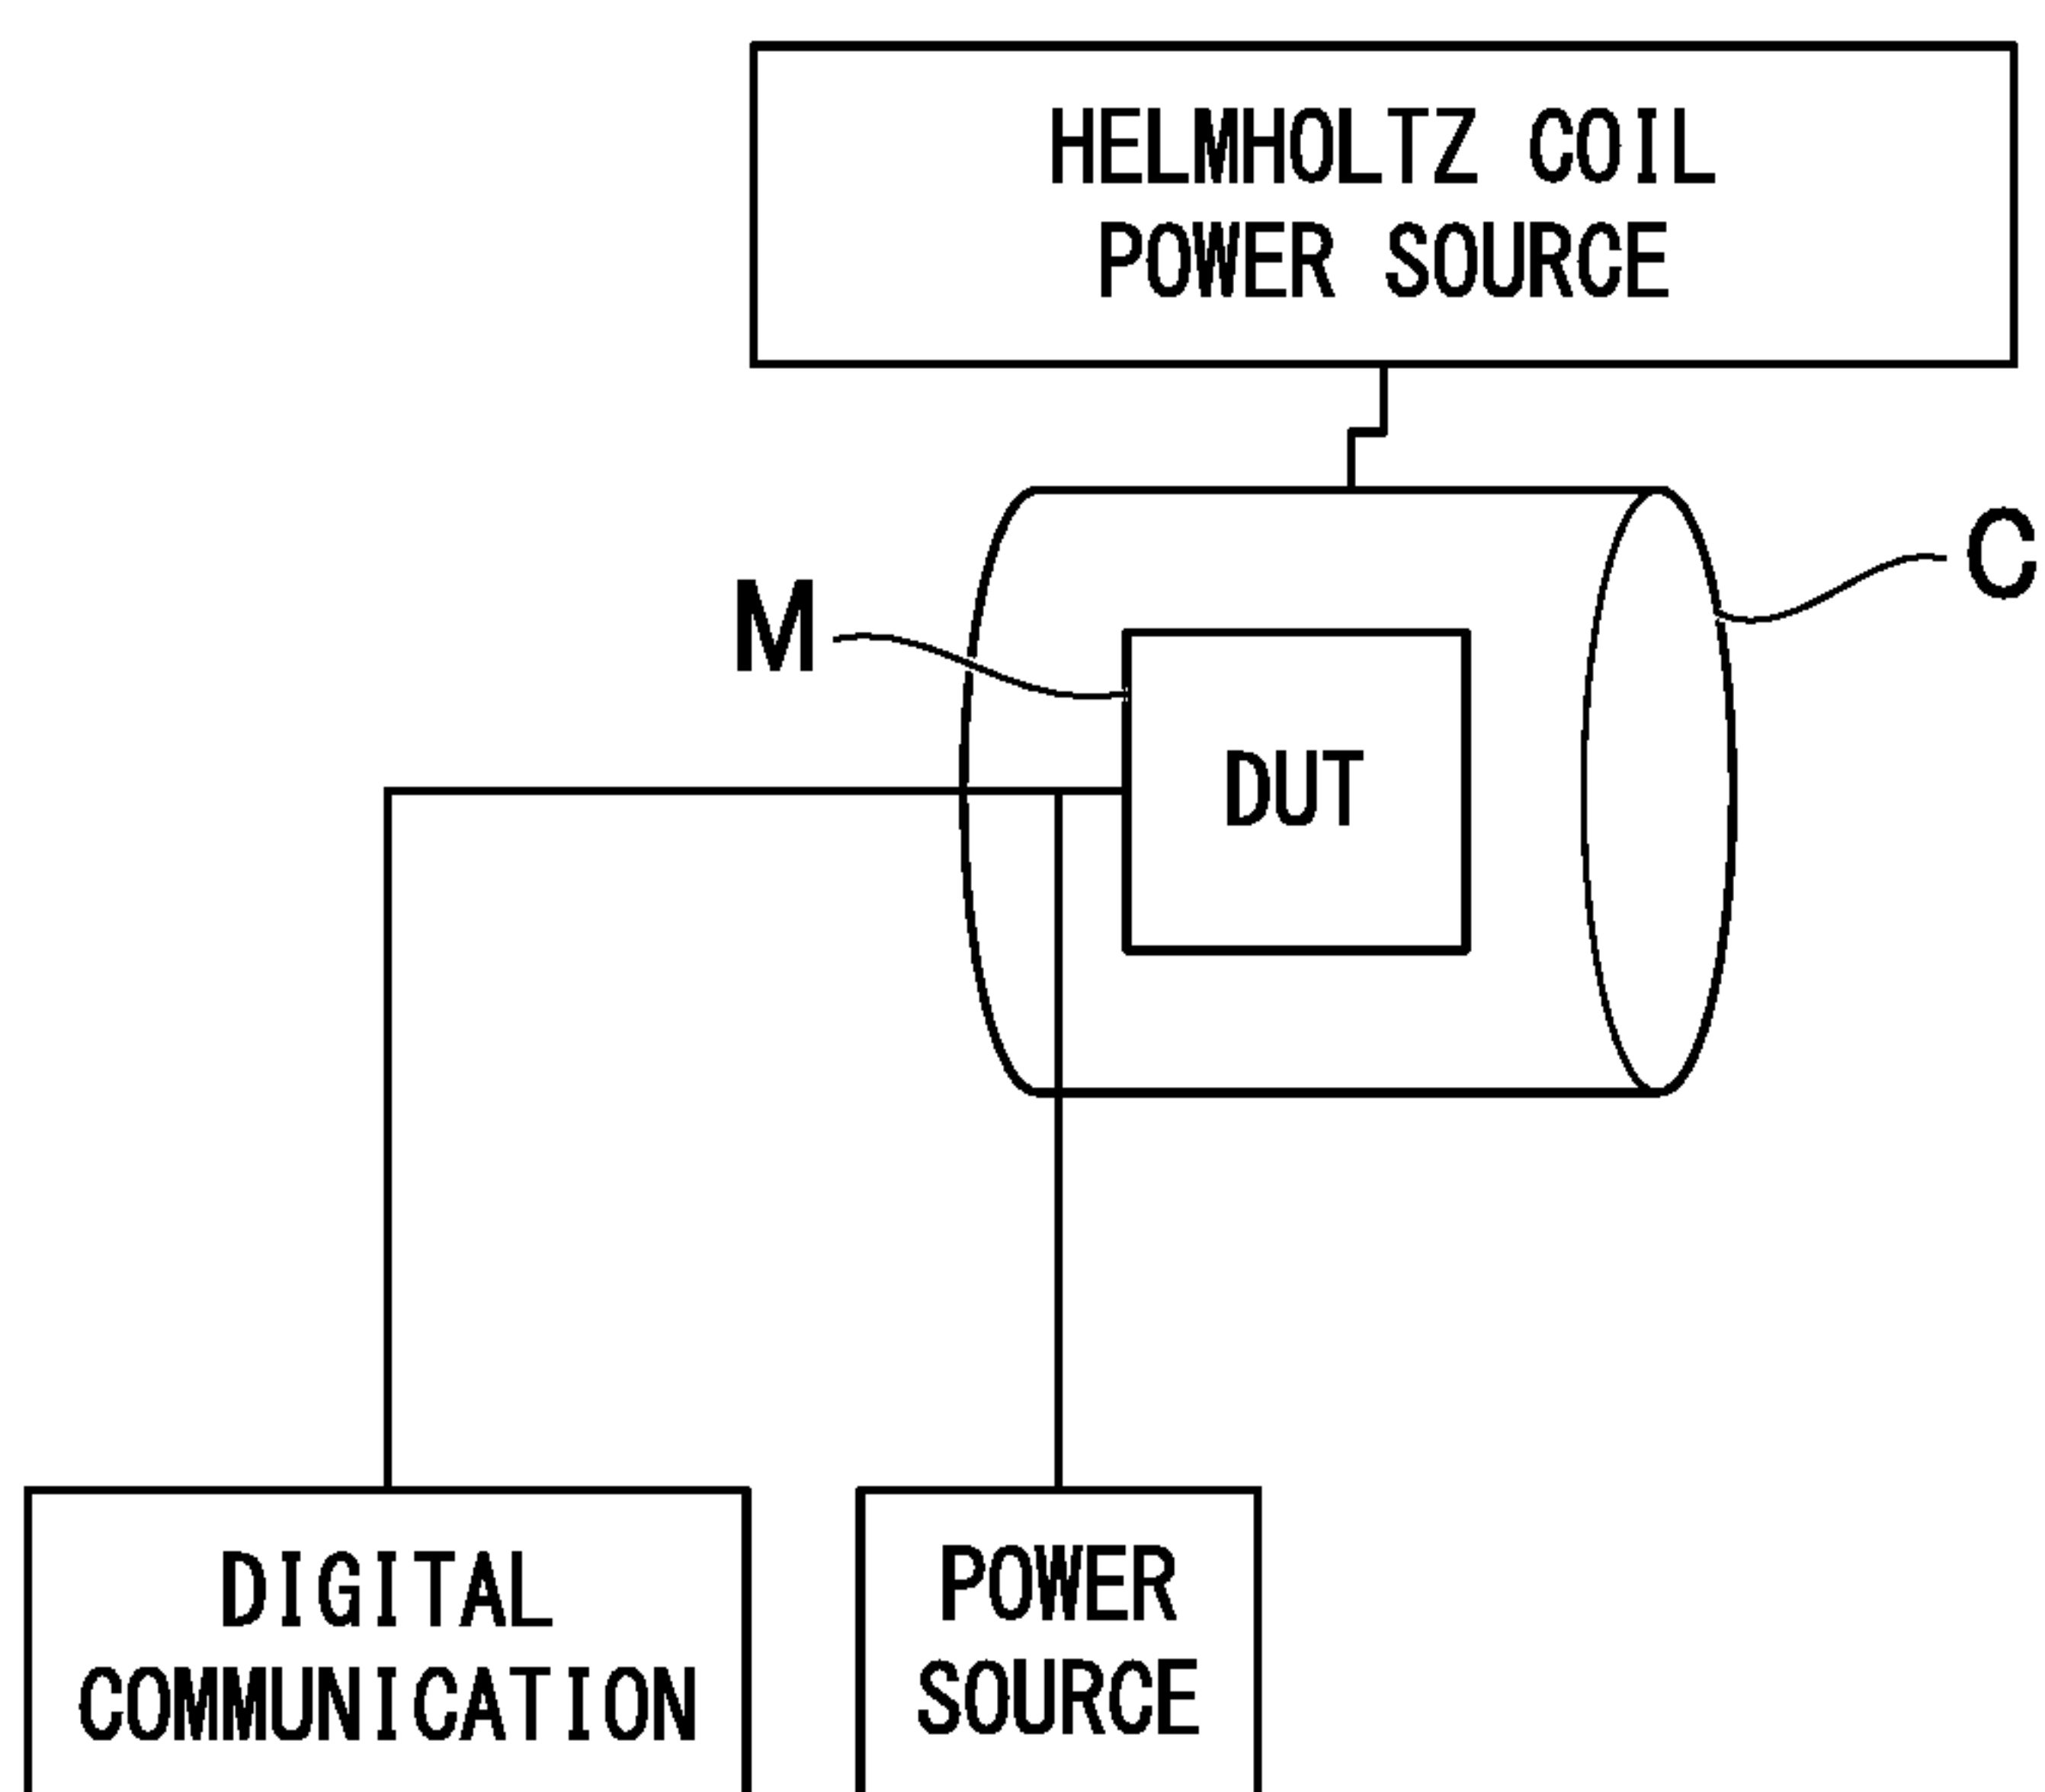 HELMHOLTZ COIL
POWER SOURCE
C
M
DUT
DIGITAL
COMMUNICATION
POWER
SOURCE